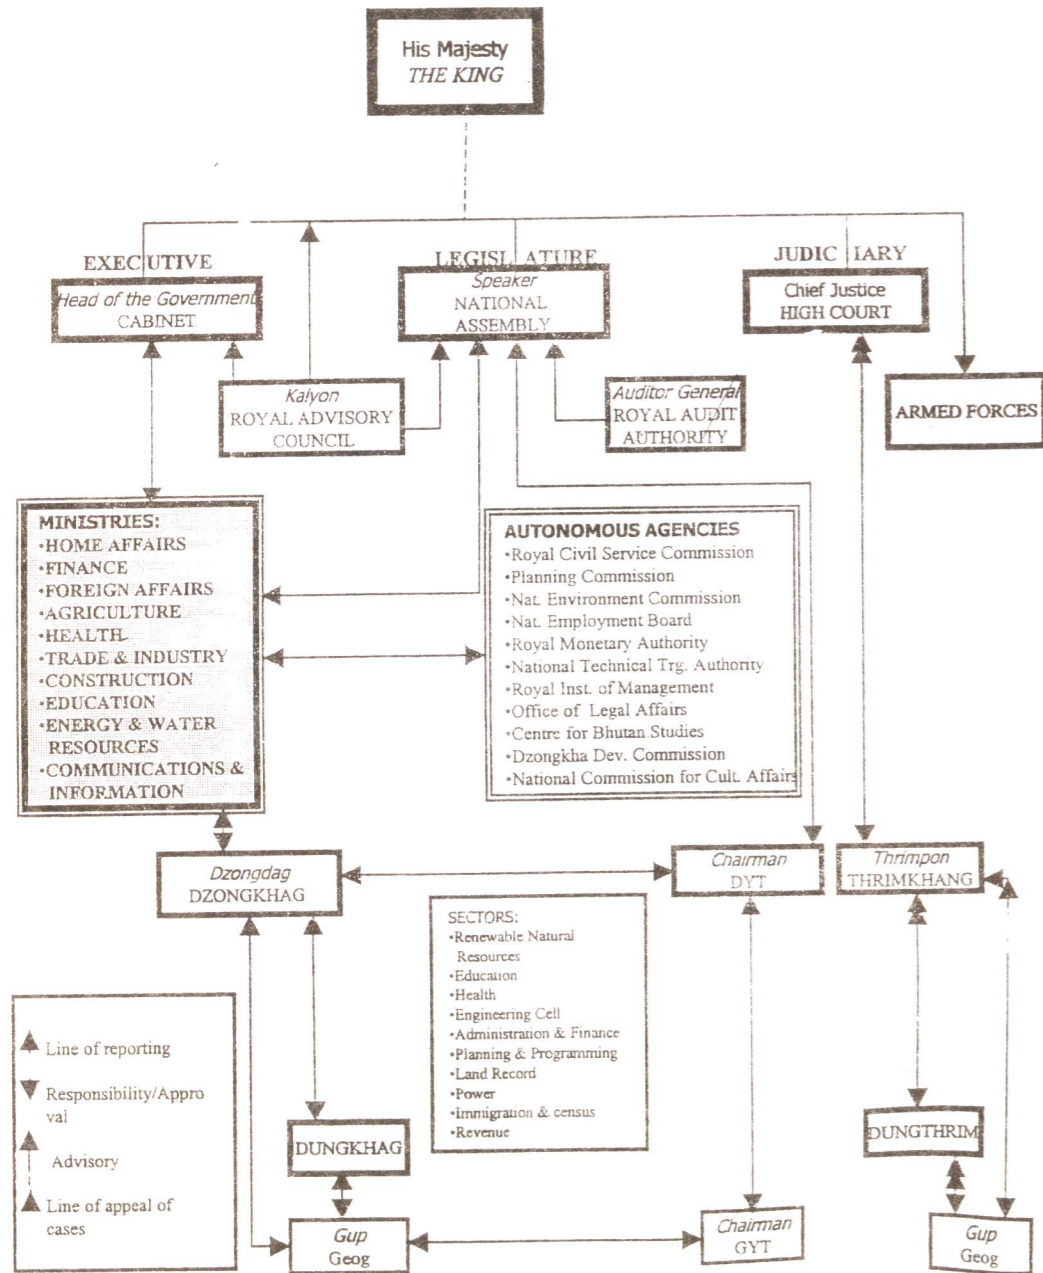 His Majesty
THE KING
EXECUTIVE
LEGISLATURE
JUDICIARY
Head of the Government
CABINET
Speaker
NATIONAL
ASSEMBLY
Chief Justice
HIGH COURT
Kalyon
ROYAL ADVISORY
COUNCIL
Auditor General
ROYAL AUDIT
AUTHORITY
ARMED FORCES
MINISTRIES:
•HOME AFFAIRS
•FINANCE
•FOREIGN AFFAIRS
•AGRICULTURE
•HEALTH
•TRADE & INDUSTRY
•CONSTRUCTION
•EDUCATION
•ENERGY & WATER
RESOURCES
•COMMUNICATIONS &
INFORMATION
AUTONOMOUS AGENCIES
•Royal Civil Service Commission
•Planning Commission
•Nat. Environment Commission
•Nat. Employment Board
•Royal Monetary Authority
•National Technical Trg. Authority
•Royal Inst. of Management
•Office of Legal Affairs
•Centre for Bhutan Studies
•Dzongkha Dev. Commission
•National Commission for Cult. Affairs
Dzongdag
DZONGKHAG
Chairman
DYT
Thrimpon
THRIMKHANG
SECTORS:
•Renewable Natural
Resources
•Education
•Health
•Engineering Cell
•Administration & Finance
•Planning & Programming
•Land Record
•Power
•Immigration & census
•Revenue
Line of reporting
Responsibility/Appro
val
Advisory
Line of appeal of
cases
DUNGKHAG
DUNGTHRIM
Gup
Geog
Chairman
GYT
Gup
Geog